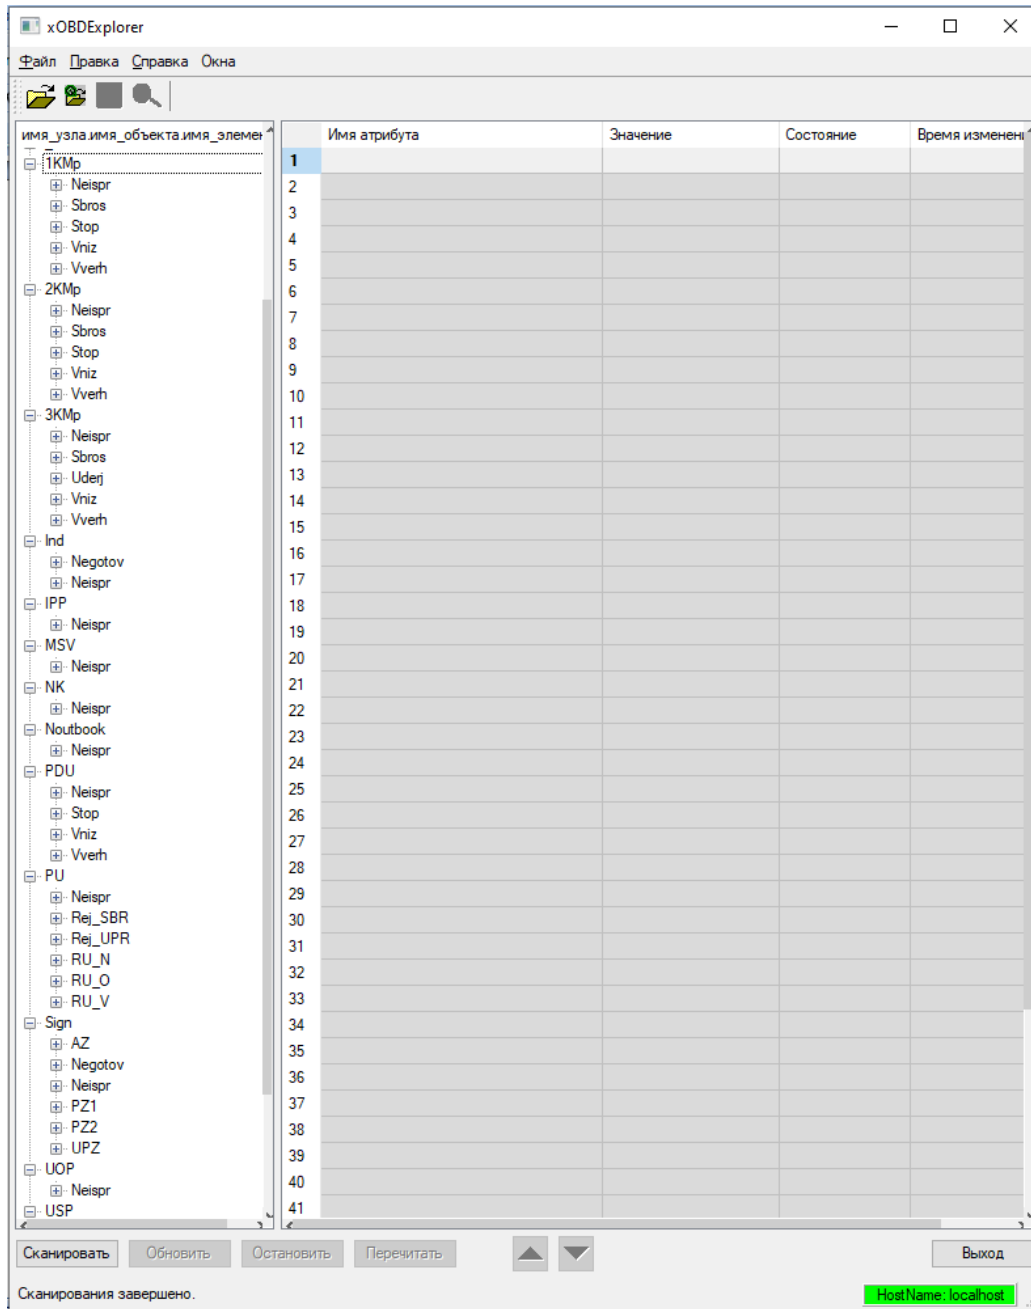 xOBDExplorer
Файл Правка Справка Окна
имя_узла.имя_объекта.имя_элемен
1KMp
Neispr
Sbros
Stop
Vniz
Vverh
2KMp
Neispr
Sbros
Stop
Vniz
Vverh
3KMp
Neispr
Sbros
Uderj
Vniz
Vverh
Ind
Negotov
Neispr
IPP
Neispr
MSV
Neispr
NK
Neispr
Noutbook
Neispr
PDU
Neispr
Stop
Vniz
Vverh
PU
Neispr
Rej_SBR
Rej_UPR
RU_N
RU_O
RU_V
Sign
AZ
Negotov
Neispr
PZ1
PZ2
UPZ
UOP
Neispr
USP
Имя атрибута Значение Состояние Время изменени
1
2
3
4
5
6
7
8
9
10
11
12
13
14
15
16
17
18
19
20
21
22
23
24
25
26
27
28
29
30
31
32
33
34
35
36
37
38
39
40
41
Сканировать Обновить Остановить Перечитать Выход
Сканирования завершено. HostName: localhost